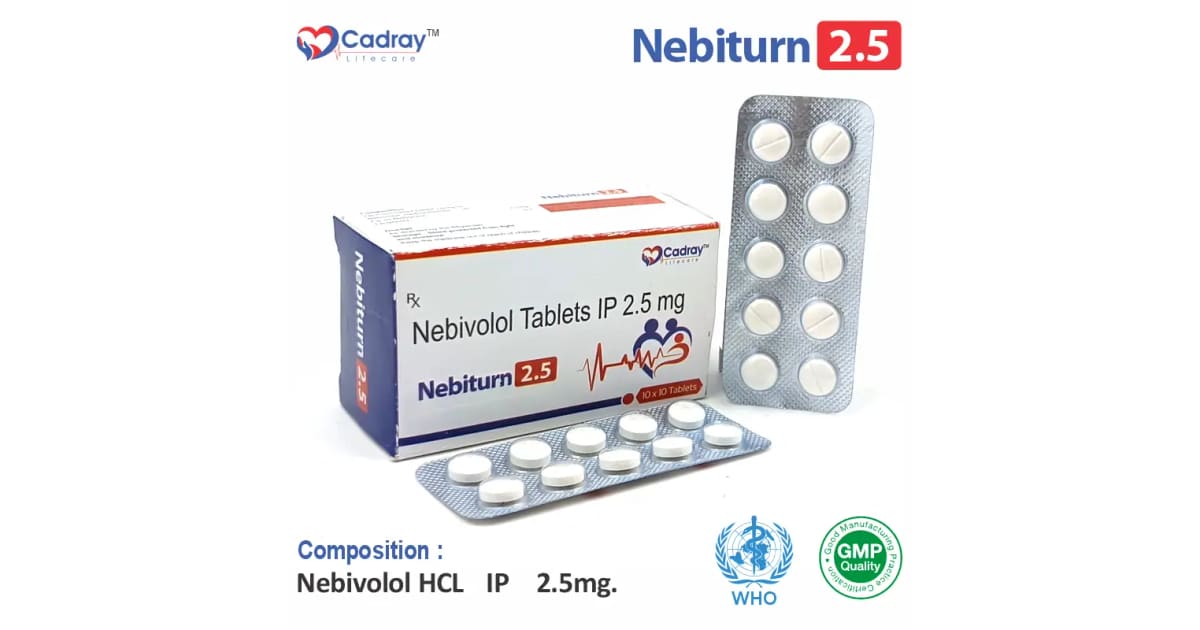 Cadray™
Lifecare
Nebiturn 2.5
Nebiturn 2.5
Cadray™
Lifecare
Rx
Nebivolol Tablets IP 2.5 mg
Nebiturn 2.5
10 x 10 Tablets
Nebiturn 2.5
Composition :
Nebivolol HCL IP 2.5mg.
WHO
Good Manufacturing Practice Certification
GMP
Quality